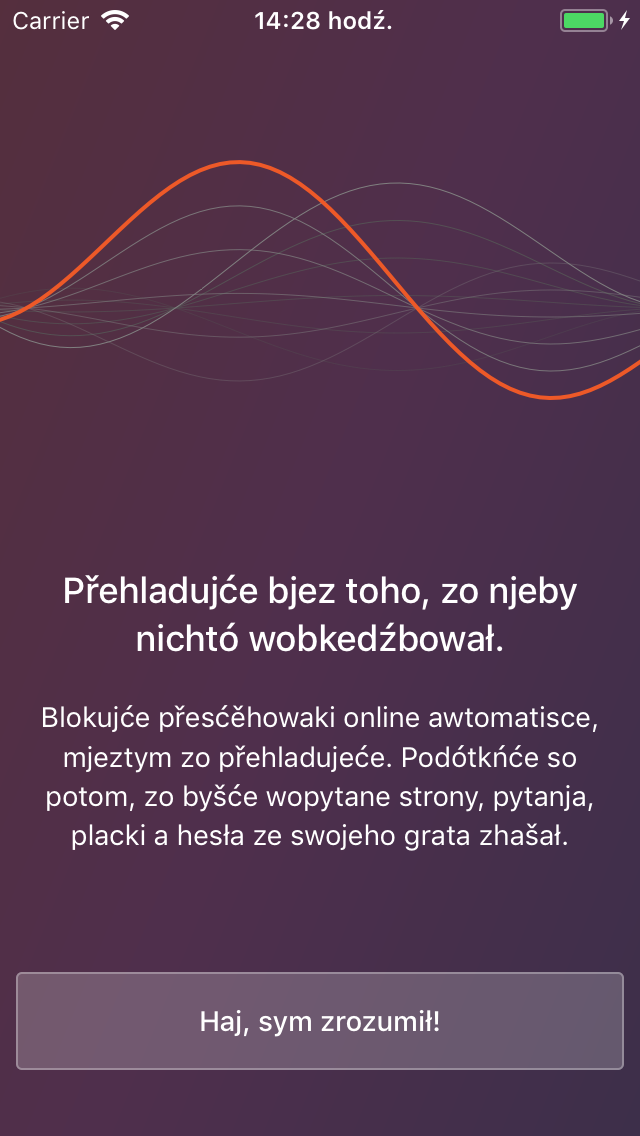 Carrier 14:28 hodź.
Přehladujće bjez toho, zo njeby
nichtó wobkedźbował.
Blokujće přesćěhowaki online awtomatisce,
mjeztym zo přehladujeće. Podótkńće so
potom, zo byšće wopytane strony, pytanja,
placki a hesła ze swojeho grata zhašał.
Haj, sym zrozumił!